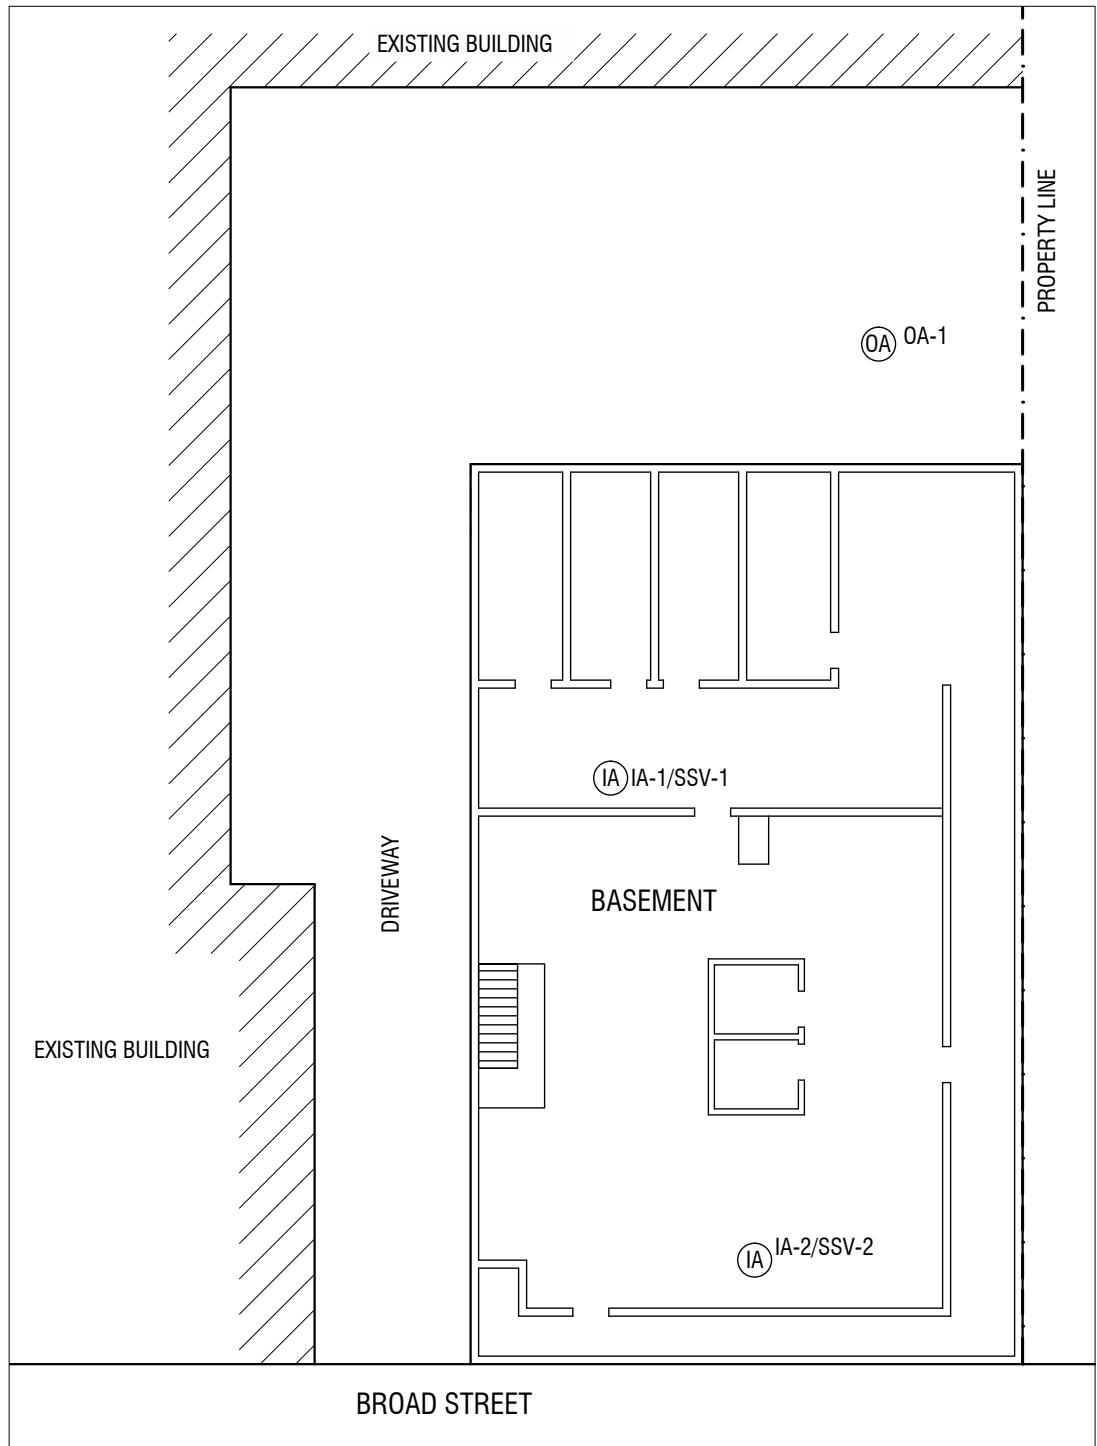 EXISTING BUILDING
PROPERTY LINE
OA OA-1
IA IA-1/SSV-1
DRIVEWAY
BASEMENT
EXISTING BUILDING
IA IA-2/SSV-2
BROAD STREET